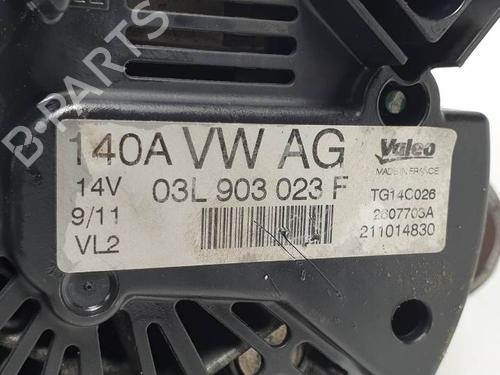 B-PARTS
140A VW AG
Valeo
MADE IN FRANCE
14V
03L 903 023 F
TG14C026
9/11
2607705A
VL2
211014830